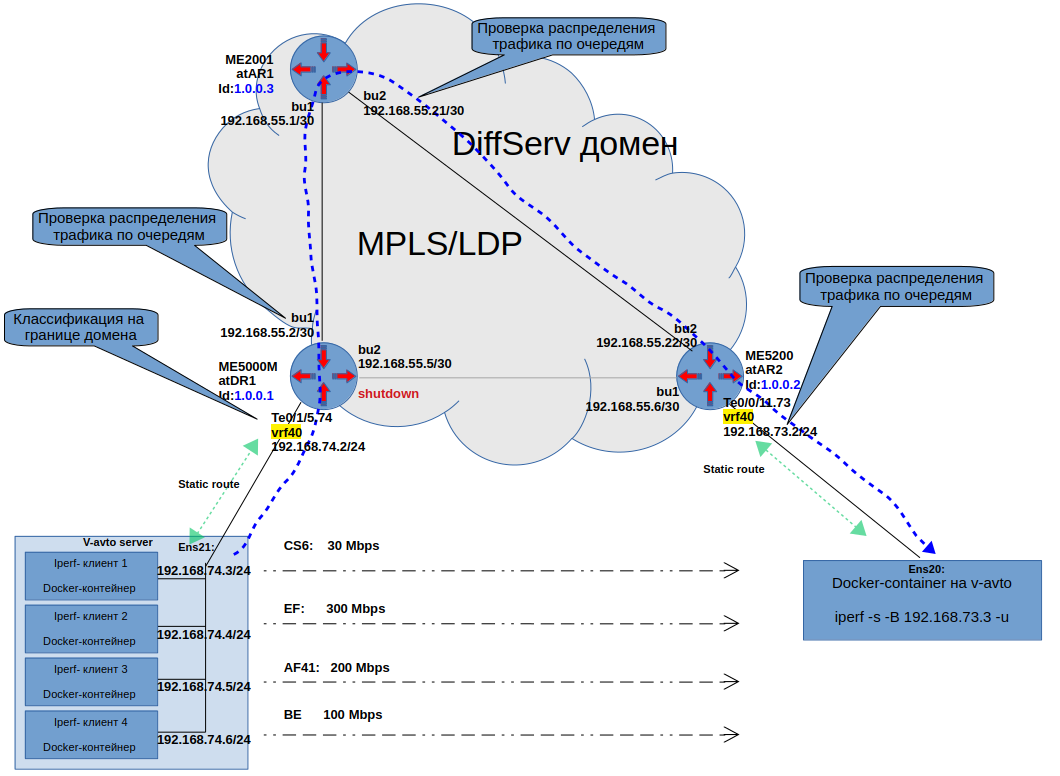 Проверка распределения
трафика по очередям
ME2001
atAR1
Id:1.0.0.3
bu1
192.168.55.1/30
bu2
192.168.55.21/30
DiffServ домен
MPLS/LDP
Проверка распределения
трафика по очередям
Классификация на
границе домена
bu1
192.168.55.2/30
ME5000M
atDR1
Id:1.0.0.1
bu2
192.168.55.5/30
shutdown
Te0/1/5.74
vrf40
192.168.74.2/24
Static route
Проверка распределения
трафика по очередям
bu2
192.168.55.22/30
ME5200
atAR2
Id:1.0.0.2
bu1
192.168.55.6/30
Te0/0/11.73
vrf40
192.168.73.2/24
Static route
V-avto server
Ens21:
Iperf- клиент 1
Docker-контейнер
192.168.74.3/24
Iperf- клиент 2
Docker-контейнер
192.168.74.4/24
Iperf- клиент 3
Docker-контейнер
192.168.74.5/24
Iperf- клиент 4
Docker-контейнер
192.168.74.6/24
CS6: 30 Mbps
EF: 300 Mbps
AF41: 200 Mbps
BE 100 Mbps
Ens20:
Docker-container на v-avto
iperf -s -B 192.168.73.3 -u